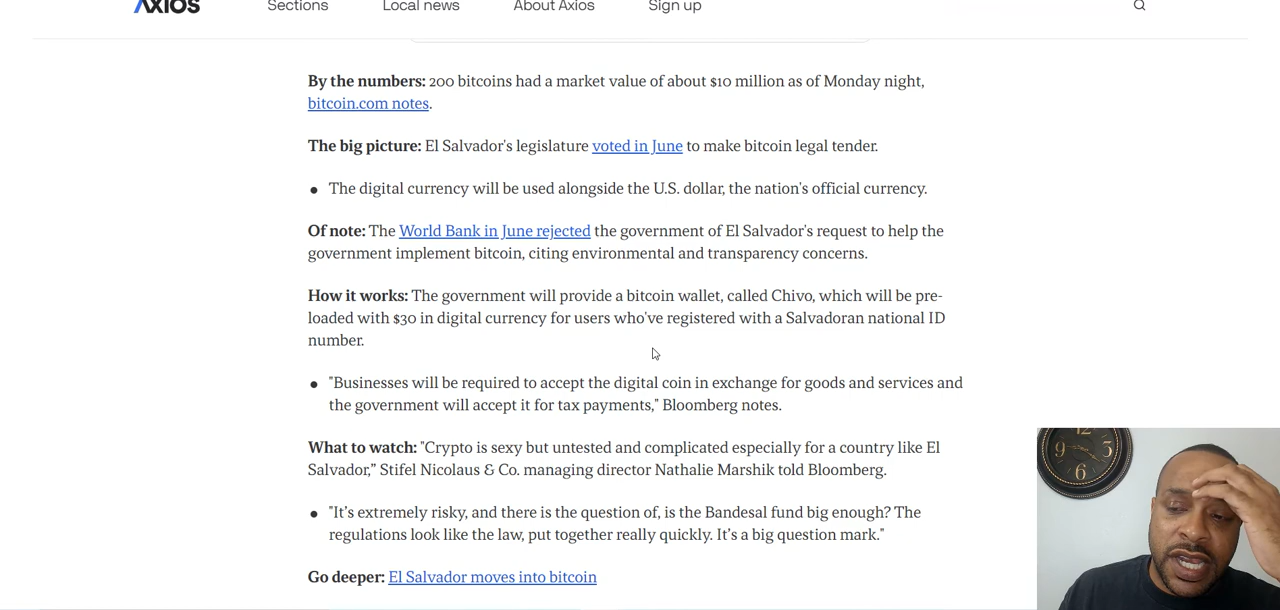 AXIOS Sections Local news About Axios Sign up
By the numbers: 200 bitcoins had a market value of about $10 million as of Monday night,
bitcoin.com notes.
The big picture: El Salvador's legislature voted in June to make bitcoin legal tender.
• The digital currency will be used alongside the U.S. dollar, the nation's official currency.
Of note: The World Bank in June rejected the government of El Salvador's request to help the
government implement bitcoin, citing environmental and transparency concerns.
How it works: The government will provide a bitcoin wallet, called Chivo, which will be pre-
loaded with $30 in digital currency for users who've registered with a Salvadoran national ID
number.
• "Businesses will be required to accept the digital coin in exchange for goods and services and
the government will accept it for tax payments," Bloomberg notes.
What to watch: "Crypto is sexy but untested and complicated especially for a country like El
Salvador,” Stifel Nicolaus & Co. managing director Nathalie Marshik told Bloomberg.
• "It’s extremely risky, and there is the question of, is the Bandesal fund big enough? The
regulations look like the law, put together really quickly. It’s a big question mark."
Go deeper: El Salvador moves into bitcoin
12
9 3
6